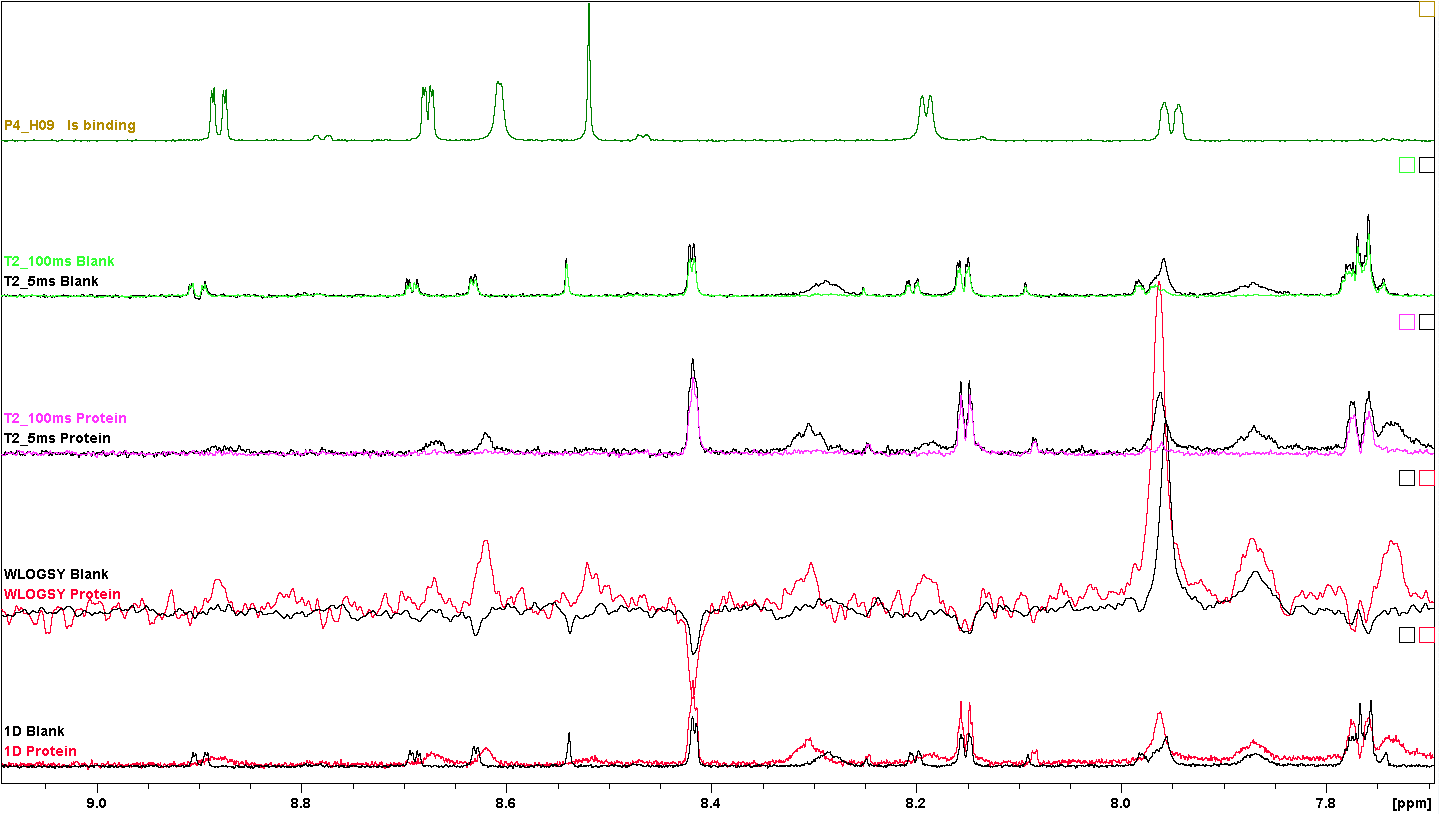 P4_H09 Is binding
T2_100ms Blank
T2_5ms Blank
T2_100ms Protein
T2_5ms Protein
WLOGSY Blank
WLOGSY Protein
1D Blank
1D Protein
9.0 8.8 8.6 8.4 8.2 8.0 7.8 [ppm]